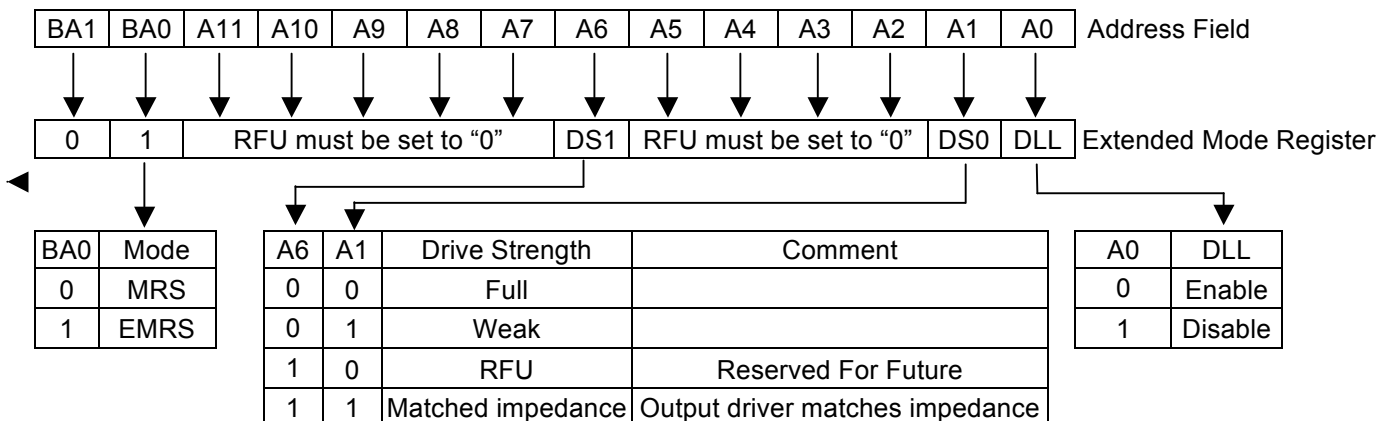 BA1 BA0 A11 A10 A9 A8 A7 A6 A5 A4 A3 A2 A1 A0 Address Field
0 1 RFU must be set to “0” DS1 RFU must be set to “0” DS0 DLL Extended Mode Register
BA0 Mode
0 MRS
1 EMRS
A6 A1 Drive Strength Comment
0 0 Full
0 1 Weak
1 0 RFU Reserved For Future
1 1 Matched impedance Output driver matches impedance
A0 DLL
0 Enable
1 Disable